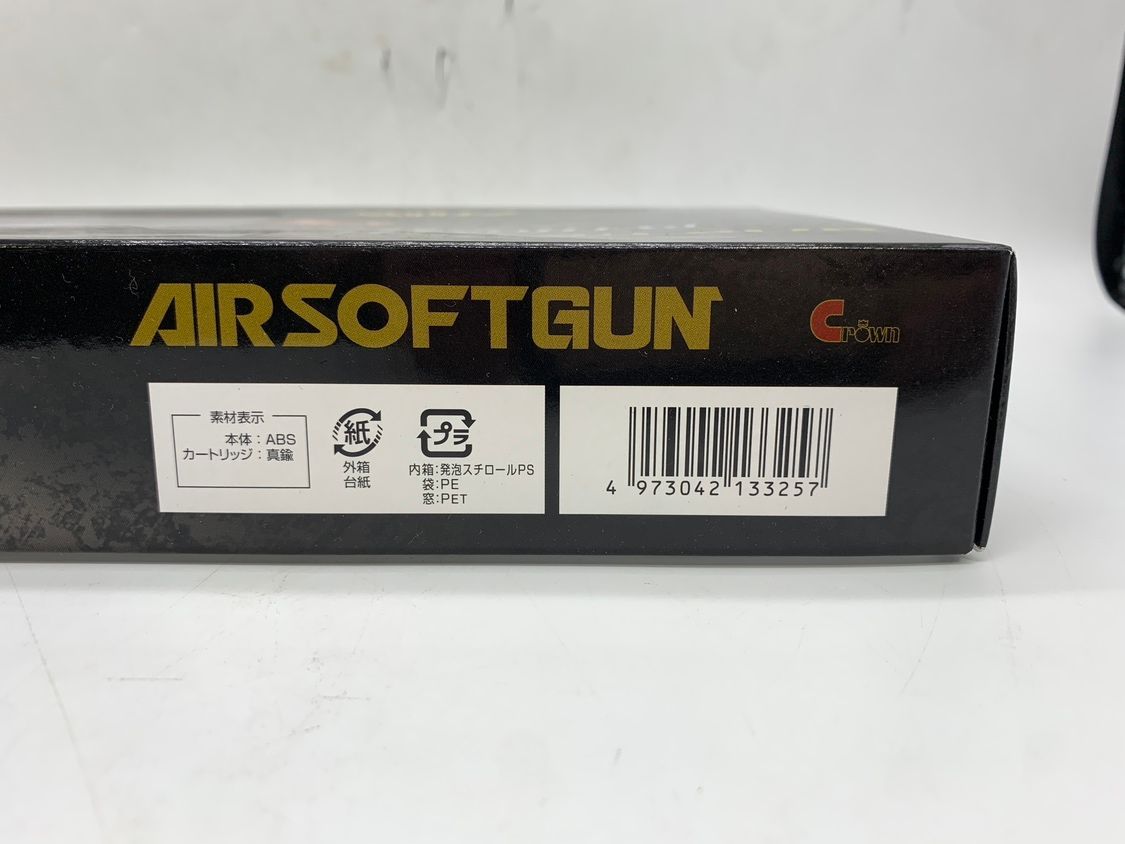 AIRSOFTGUN
Crown
素材表示
本体：ABS
カートリッジ：真鍮
紙
外箱
台紙
プラ
内箱：発泡スチロールPS
袋：PE
窓：PET
4 973042 133257